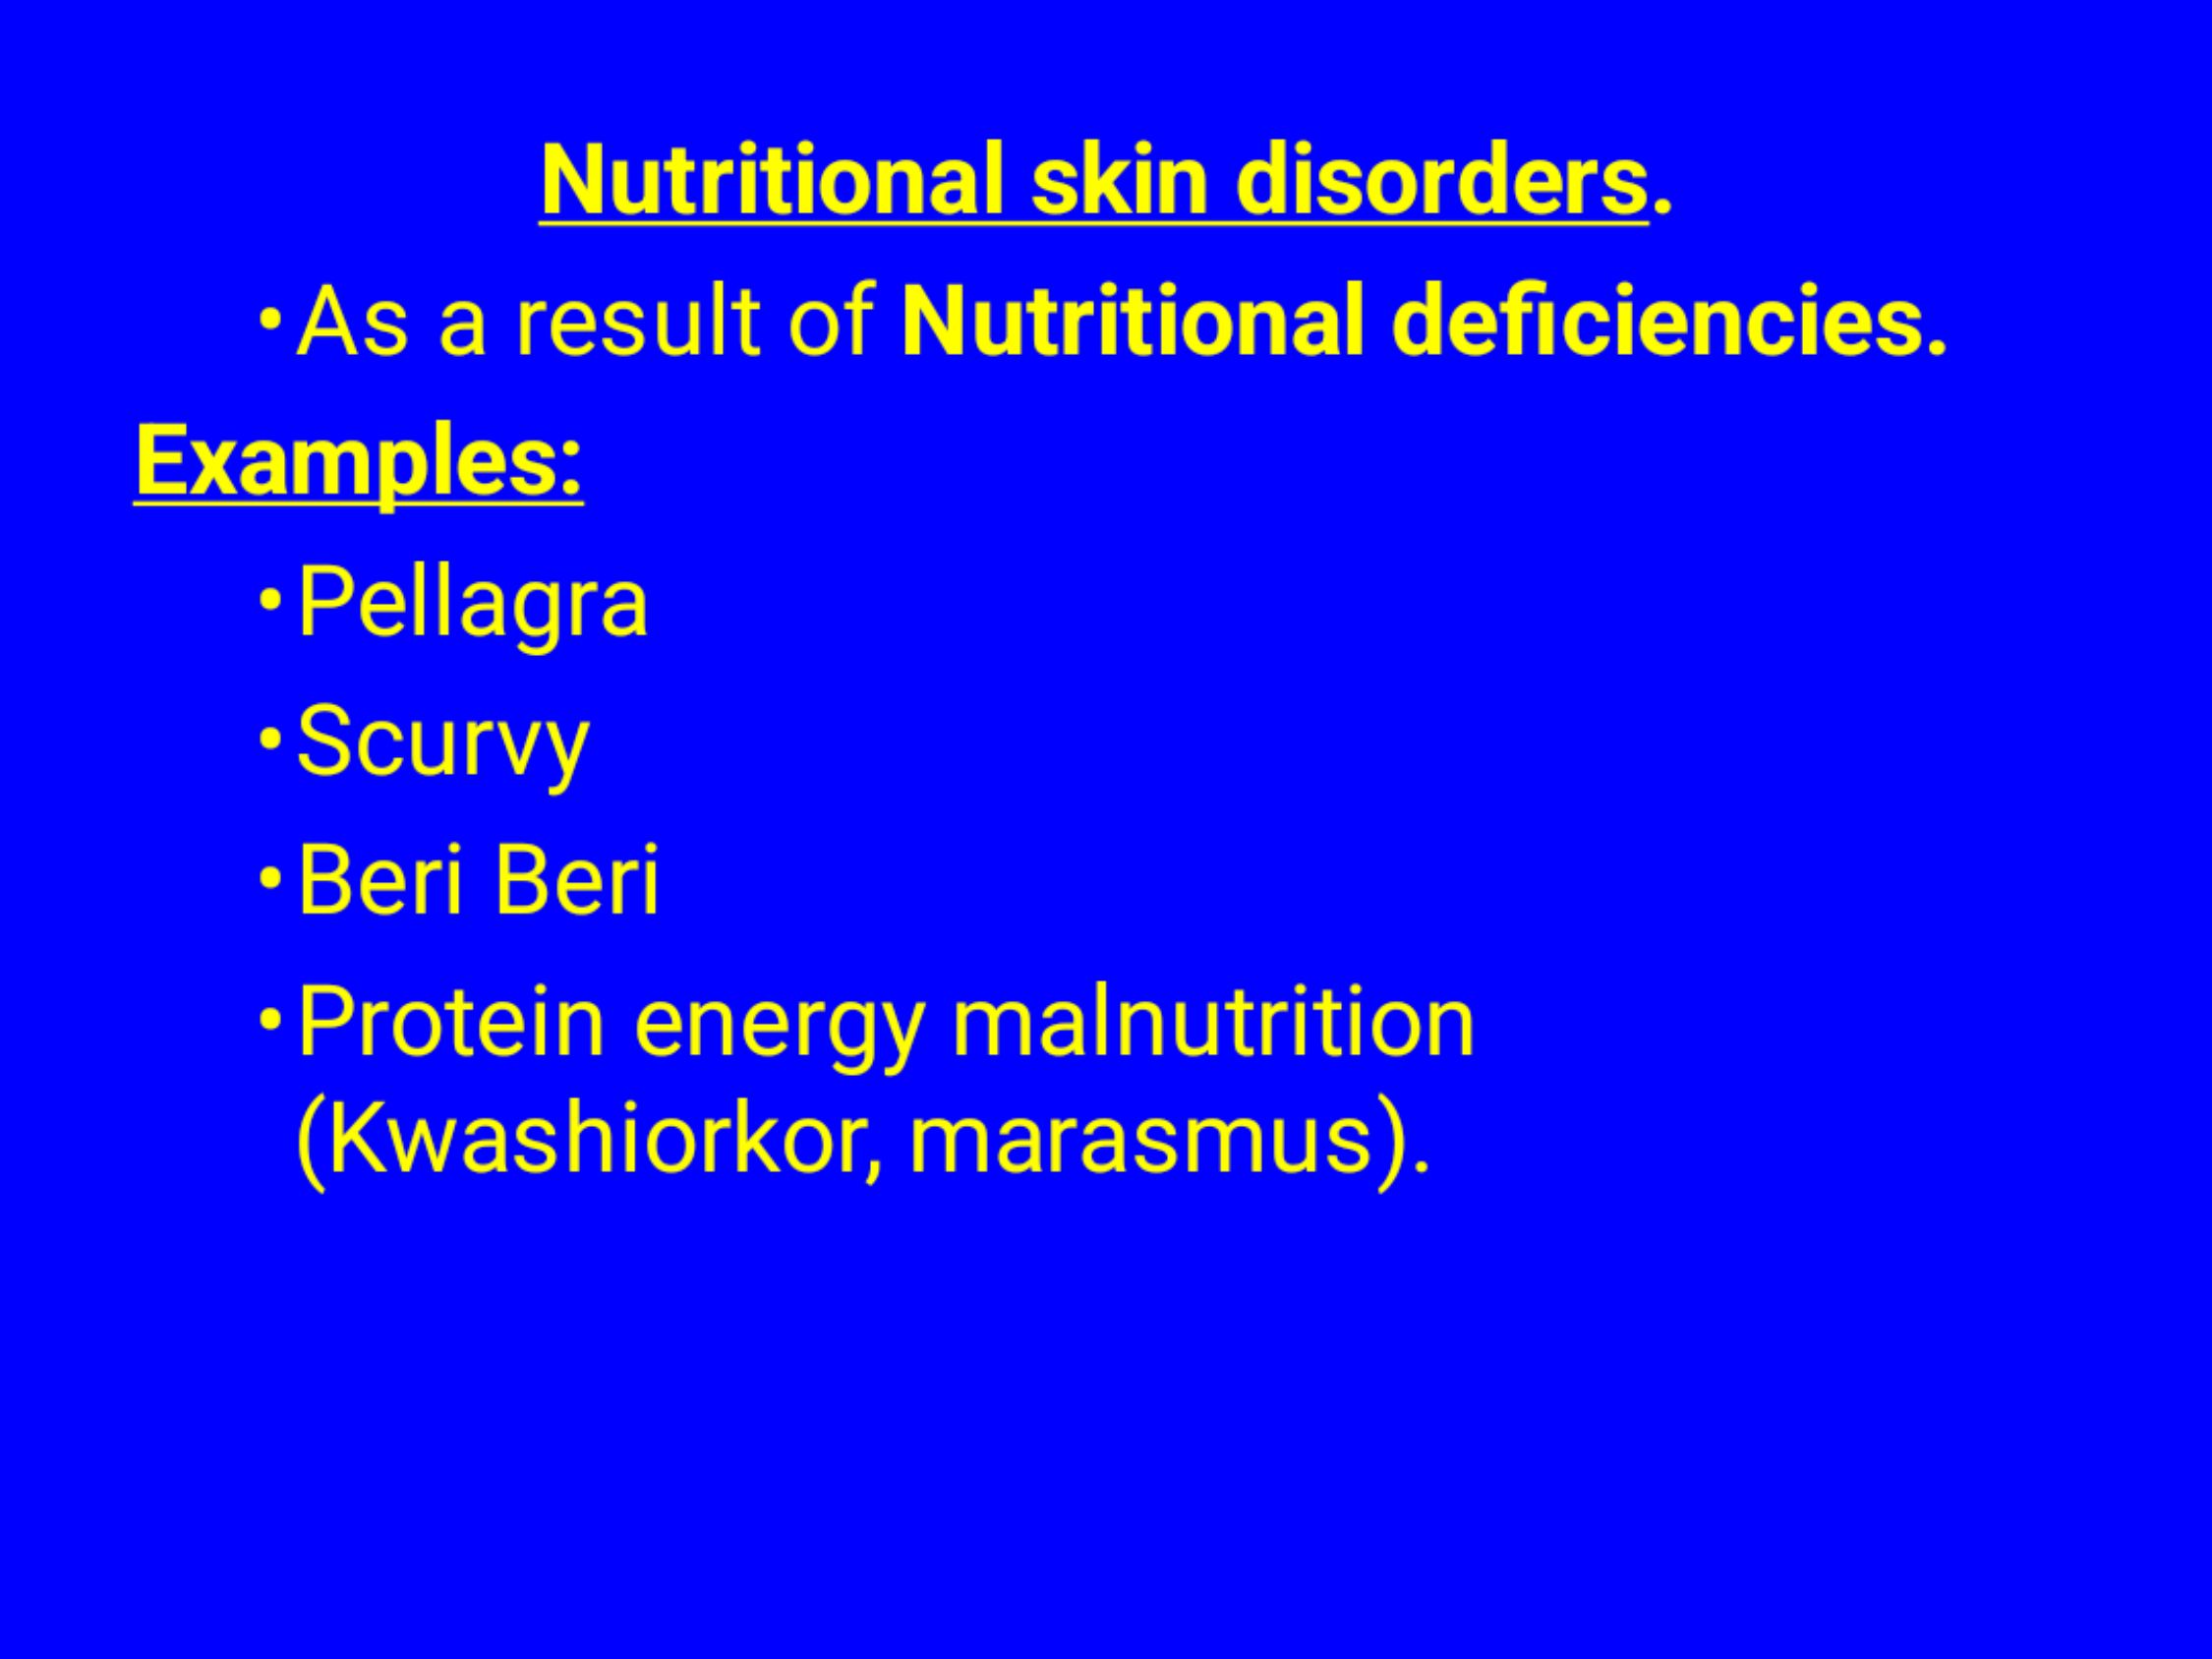 Nutritional skin disorders.
•As a result of Nutritional deficiencies.
Examples:
•Pellagra
•Scurvy
•Beri Beri
•Protein energy malnutrition
(Kwashiorkor, marasmus).